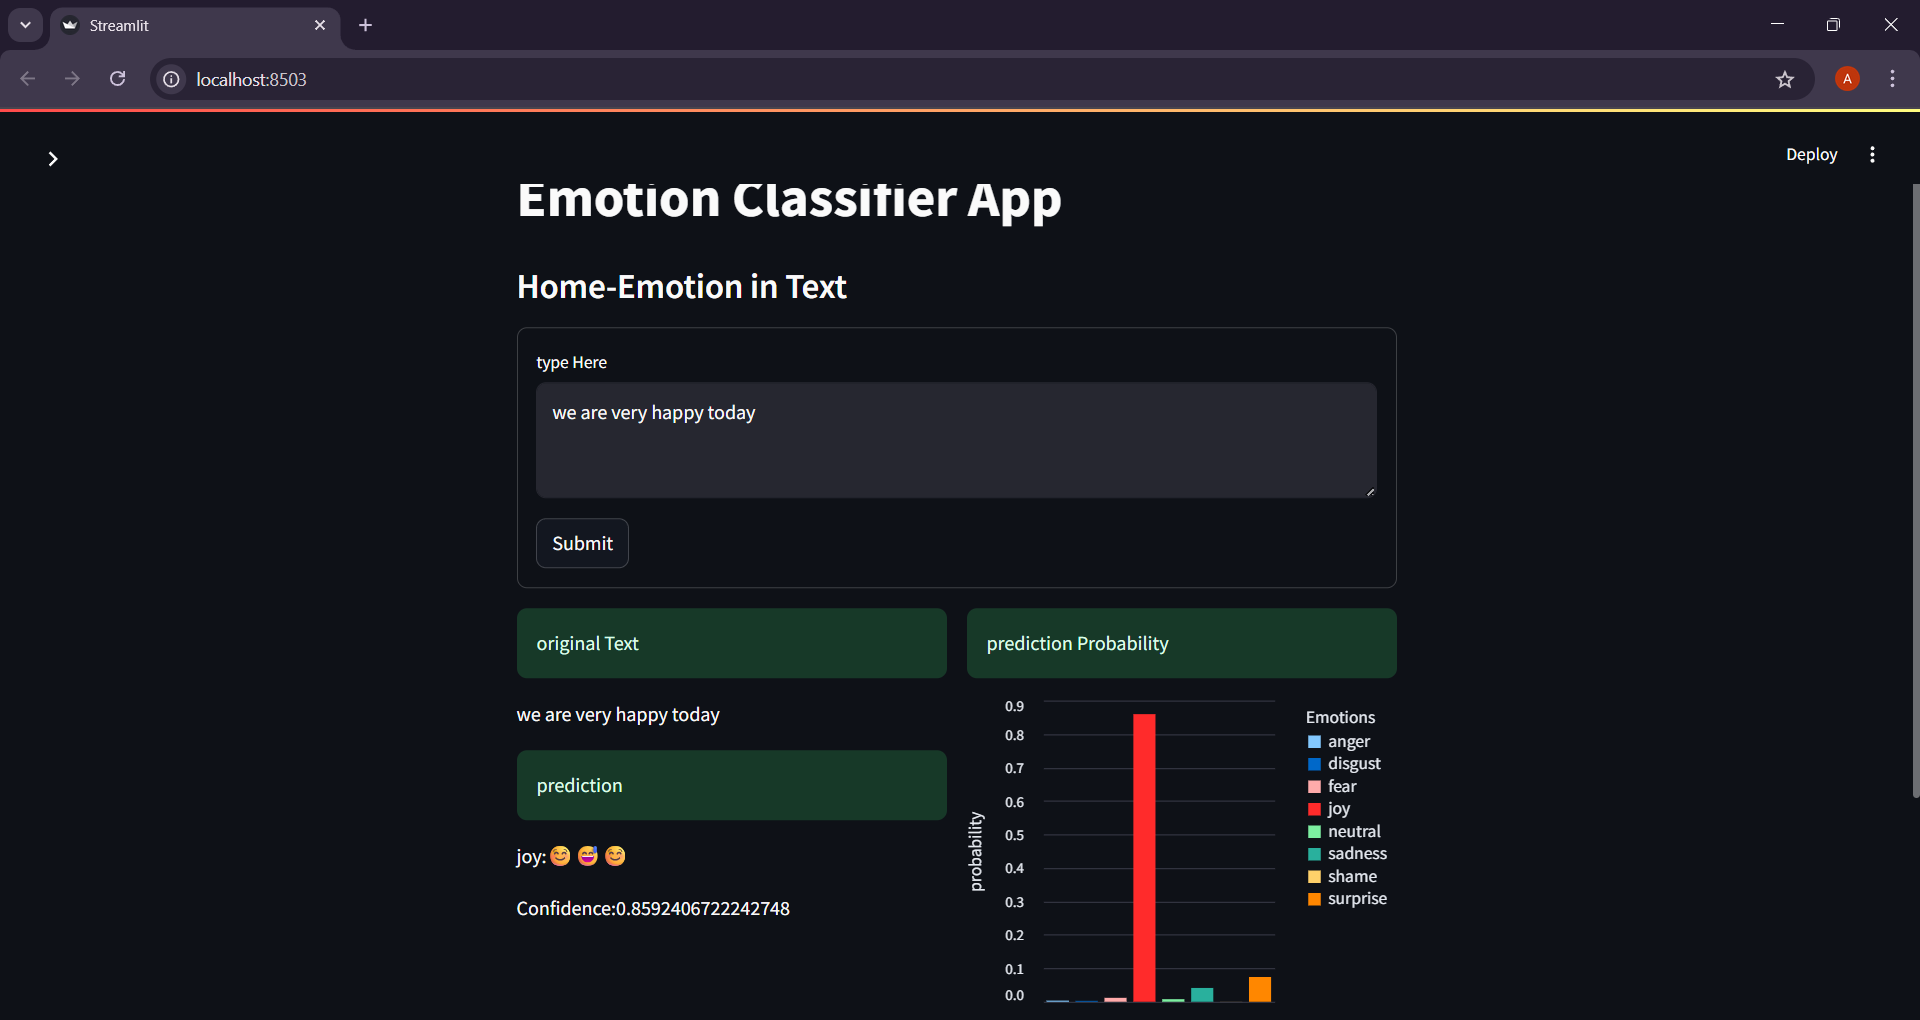 Streamlit
localhost:8503
A
Deploy
Emotion Classifier App
Home-Emotion in Text
type Here
we are very happy today
Submit
original Text
prediction Probability
we are very happy today
prediction
joy:😊 😅 😊
Confidence:0.8592406722242748
probability
0.9
0.8
0.7
0.6
0.5
0.4
0.3
0.2
0.1
0.0
Emotions
anger
disgust
fear
joy
neutral
sadness
shame
surprise